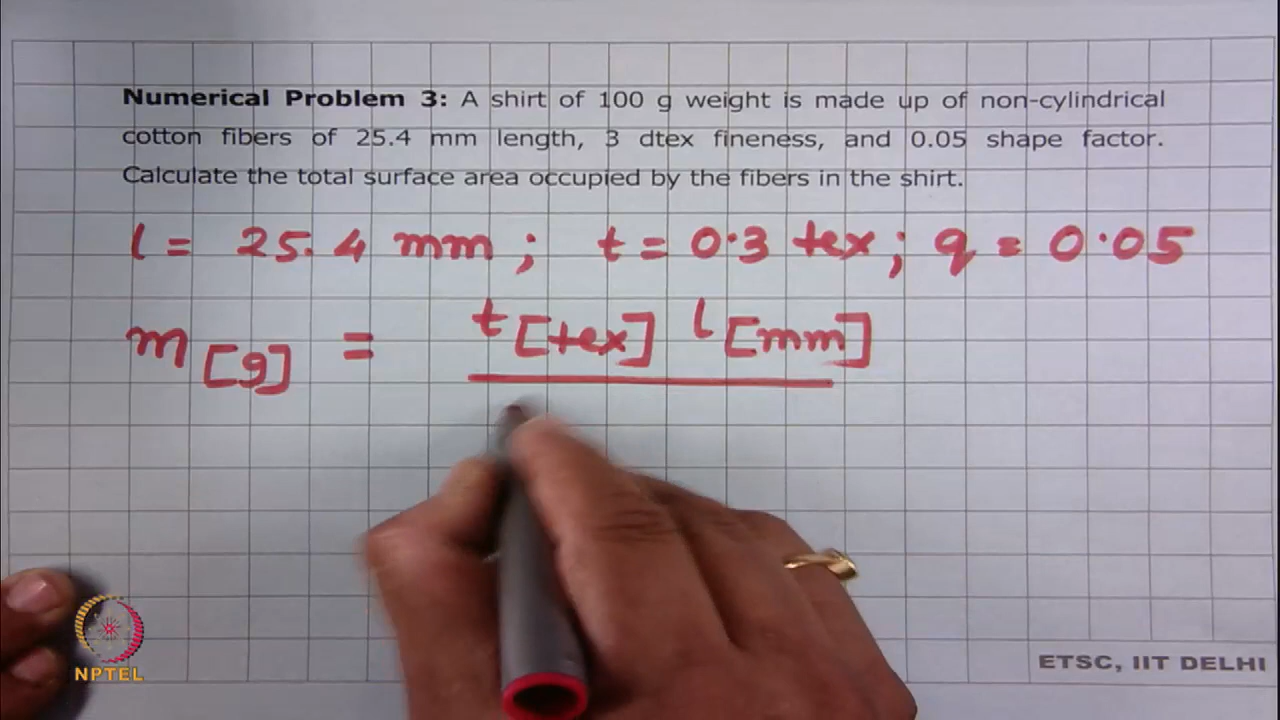 Numerical Problem 3: A shirt of 100 g weight is made up of non-cylindrical
cotton fibers of 25.4 mm length, 3 dtex fineness, and 0.05 shape factor.
Calculate the total surface area occupied by the fibers in the shirt.
l = 25.4 mm ; t = 0.3 tex ; q = 0.05
m [g] = t [tex] l [mm]
NPTEL
ETSC, IIT DELHI